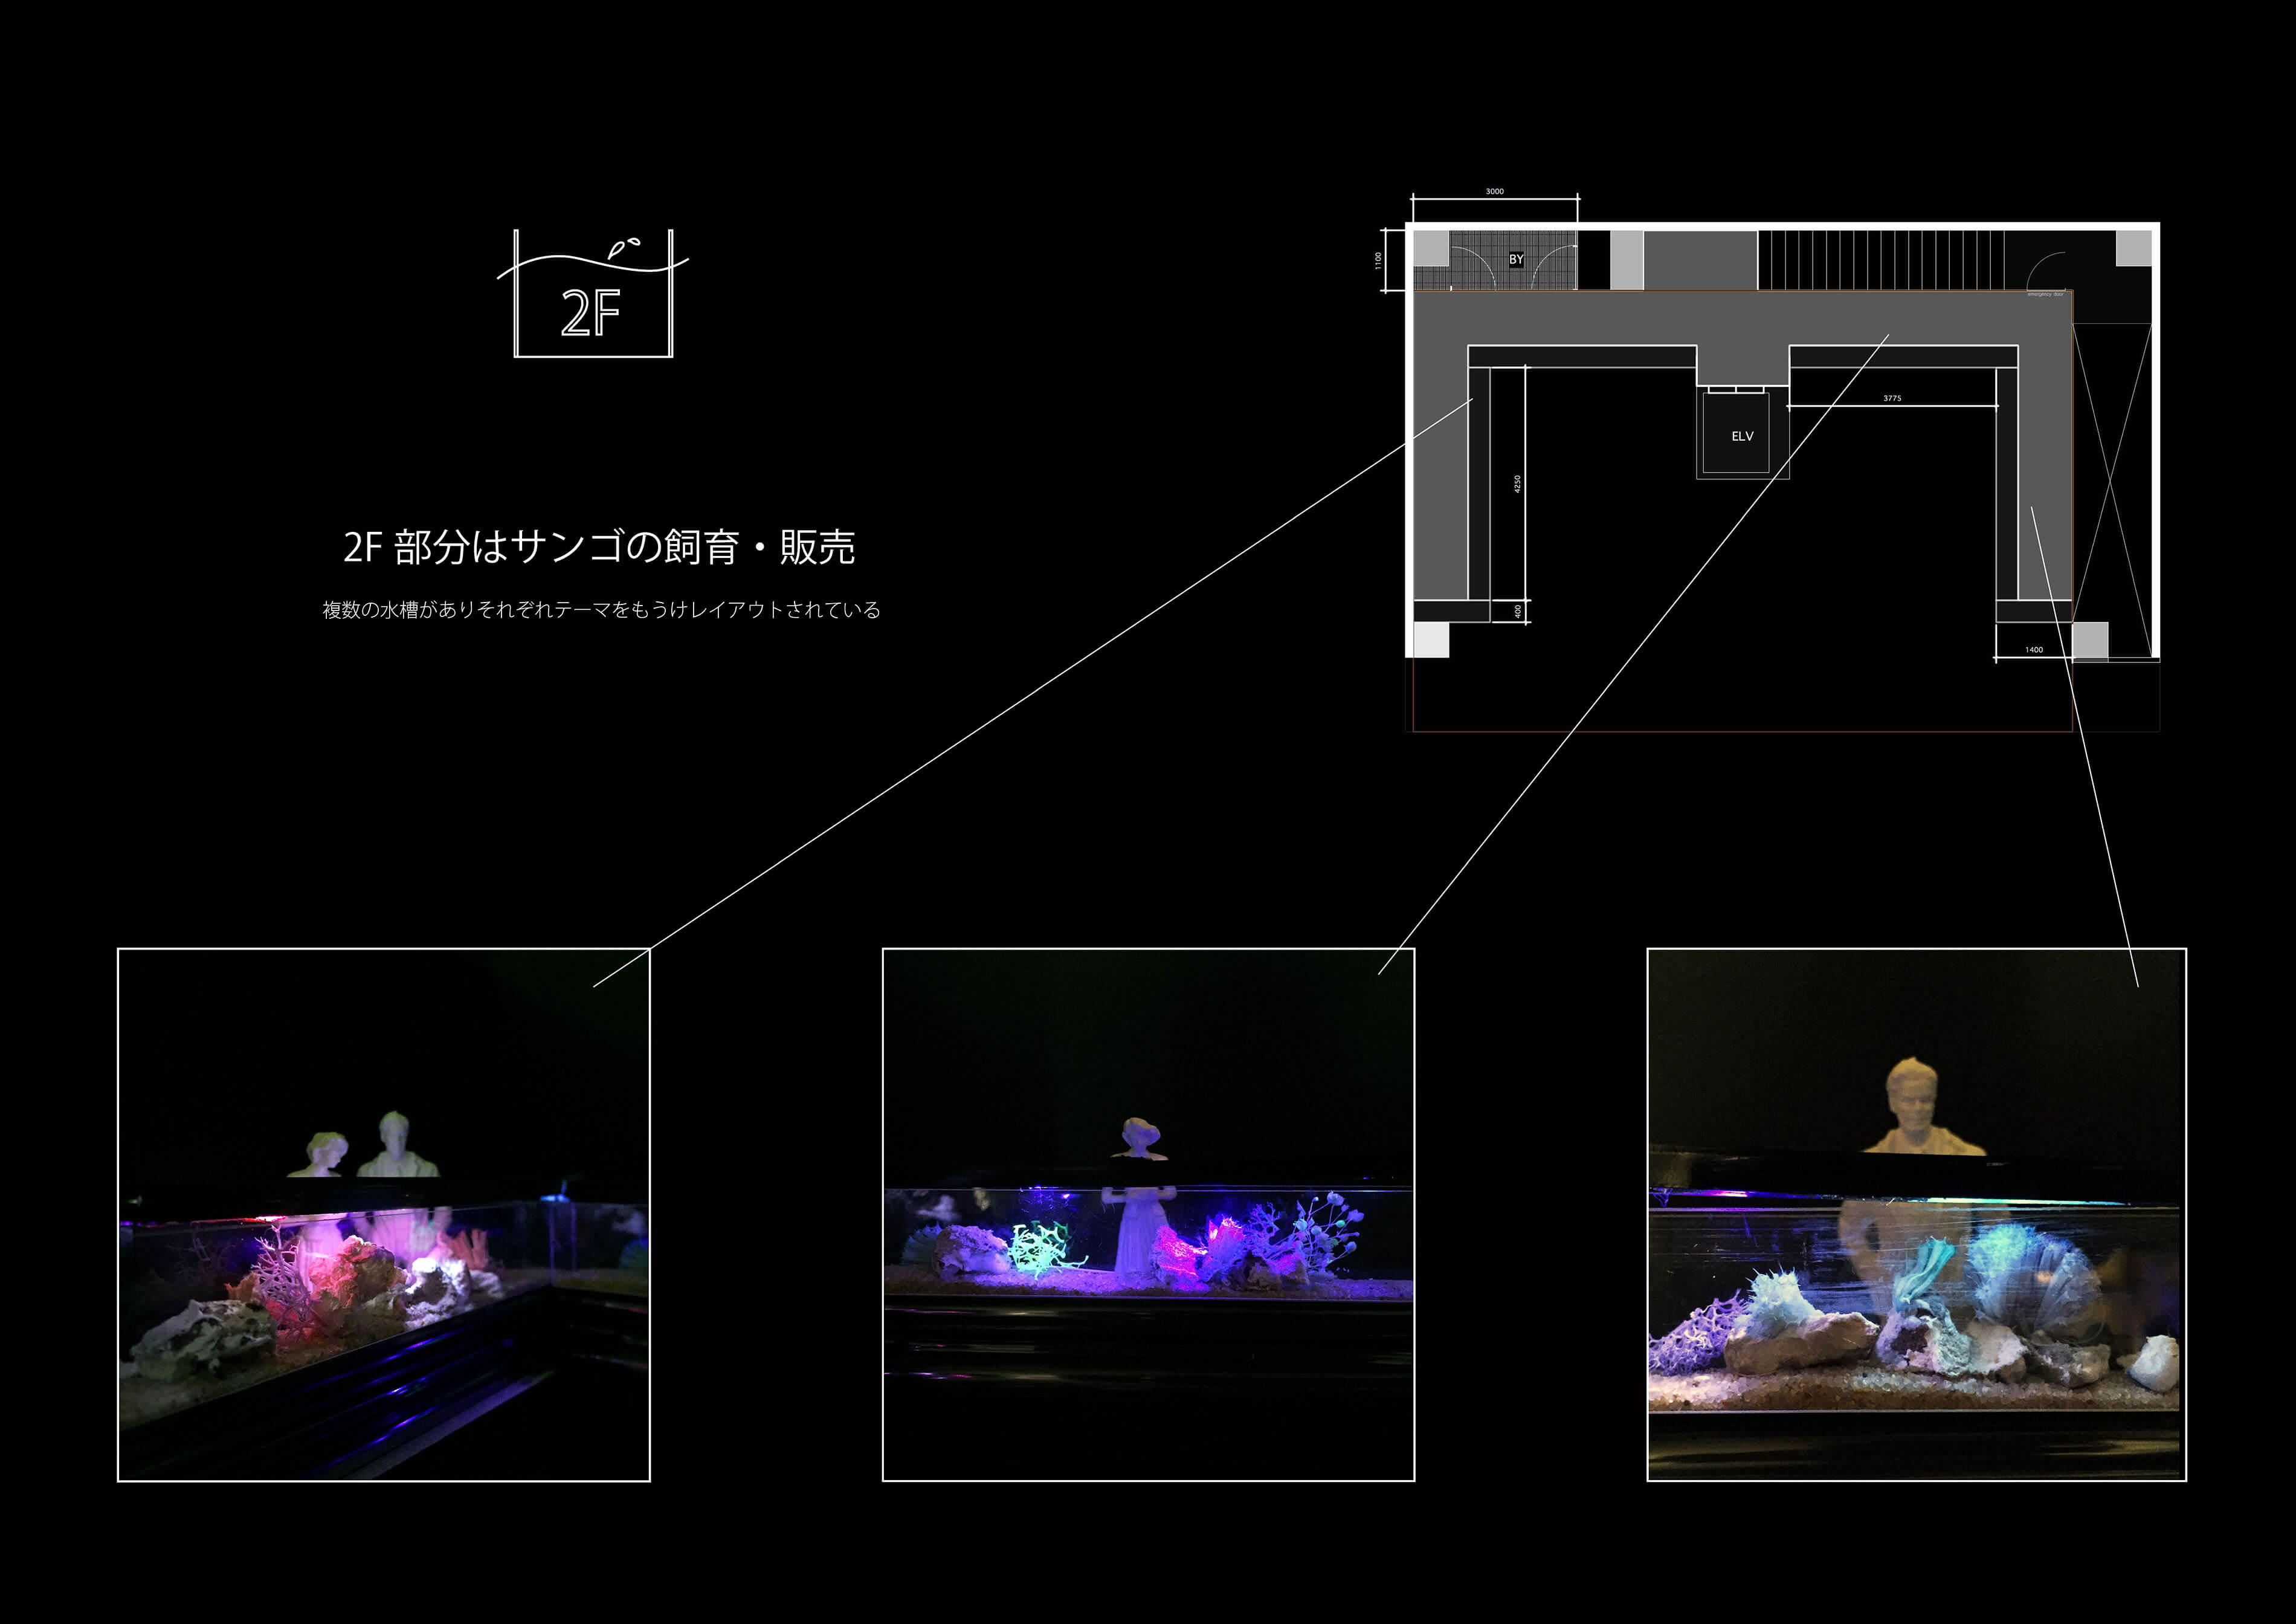 2F
2F 部分はサンゴの飼育・販売
複数の水槽がありそれぞれテーマをもうけレイアウトされている
3000
1100
BY
emergency door
3775
ELV
4250
400
1400